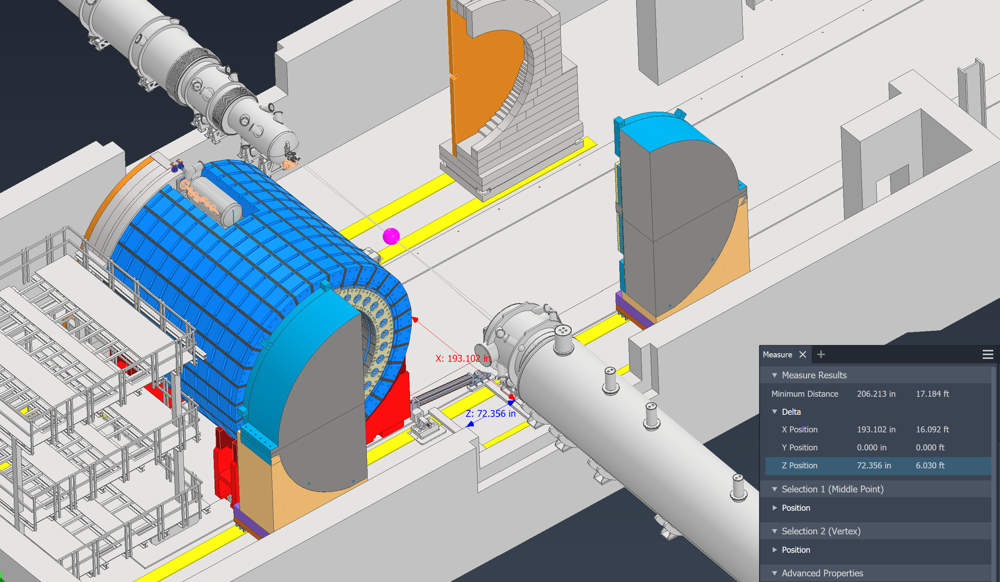 X: 193.102 in
Z: 72.356 in
Measure
Measure Results
Minimum Distance 206.213 in 17.184 ft
Delta
X Position 193.102 in 16.092 ft
Y Position 0.000 in 0.000 ft
Z Position 72.356 in 6.030 ft
Selection 1 (Middle Point)
Position
Selection 2 (Vertex)
Position
Advanced Properties